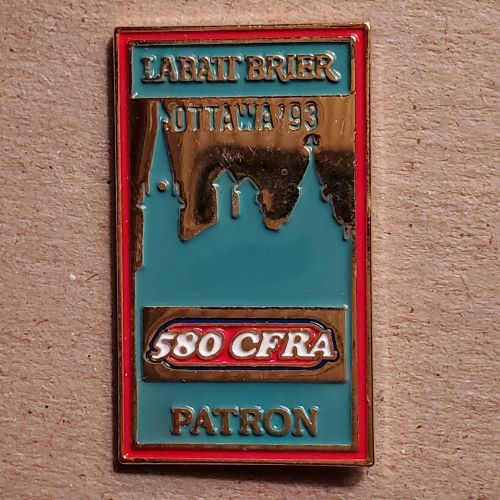 LABATT BRIER
OTTAWA '93
580 CFRA
PATRON